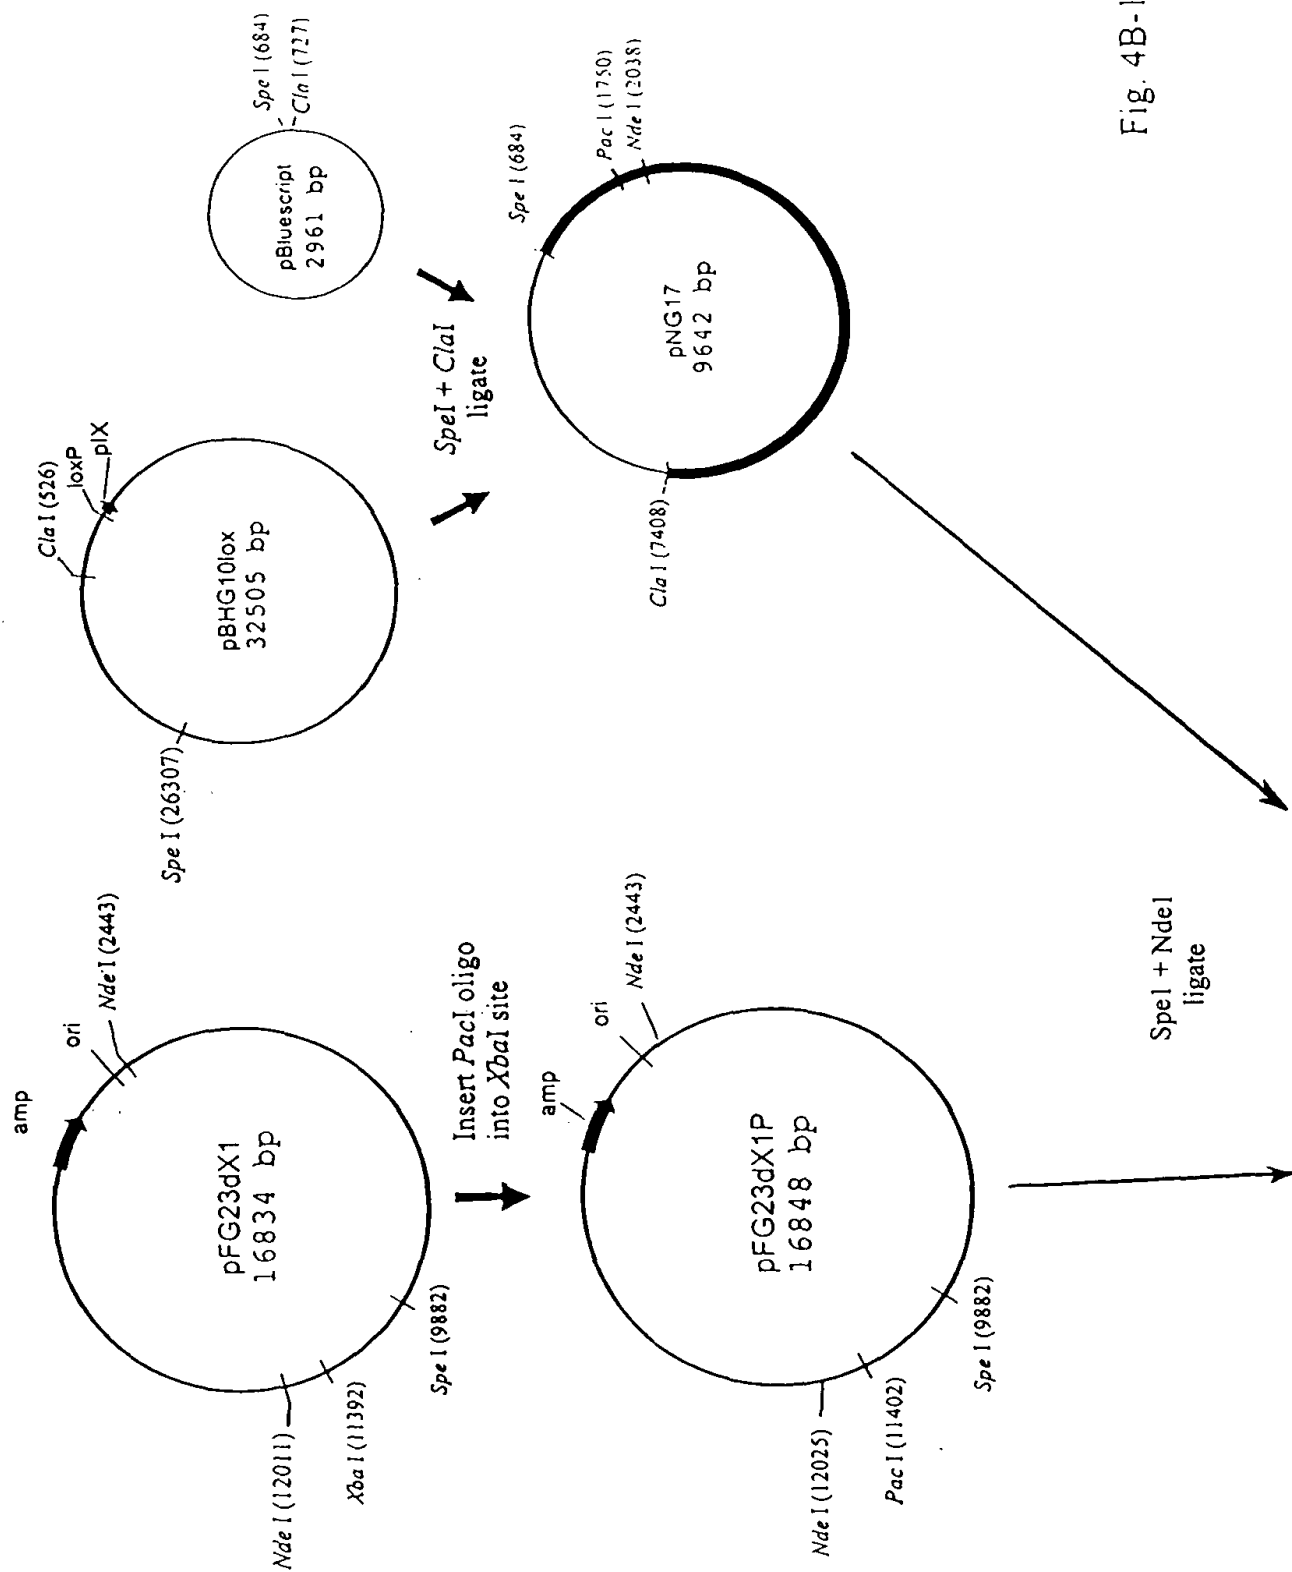 amp
ori
Nde I (2443)
pFG23dX1
16834 bp
Nde I (12011)
Xba I (11392)
Spe I (9882)
Insert PacI oligo
into XbaI site
amp
ori
Nde I (2443)
pFG23dX1P
16848 bp
Nde I (12025)
Pac I (11402)
Spe I (9882)
Cla I (526)
loxP
pIX
pBHG10lox
32505 bp
Spe I (26307)
Spe I (684)
Cla I (727)
pBluescript
2961 bp
SpeI + ClaI
ligate
Spe I (684)
Pac I (1750)
Nde I (2038)
pNG17
9642 bp
Cla I (7408)
SpeI + NdeI
ligate
Fig. 4B-1